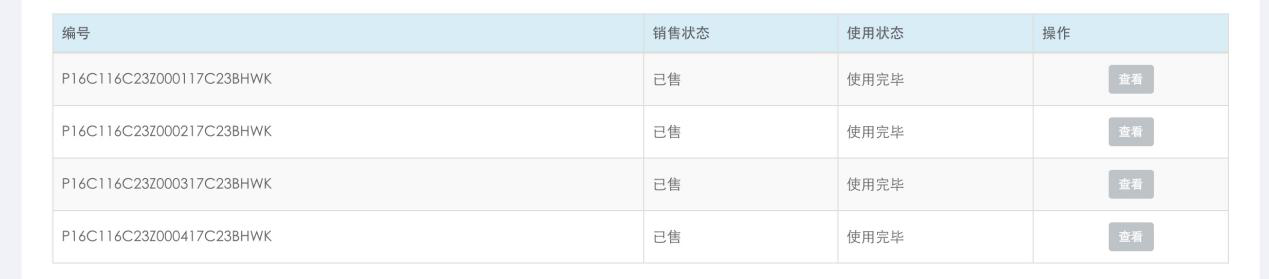 编号 销售状态 使用状态 操作
P16C116C23Z000117C23BHWK 已售 使用完毕 查看
P16C116C23Z000217C23BHWK 已售 使用完毕 查看
P16C116C23Z000317C23BHWK 已售 使用完毕 查看
P16C116C23Z000417C23BHWK 已售 使用完毕 查看